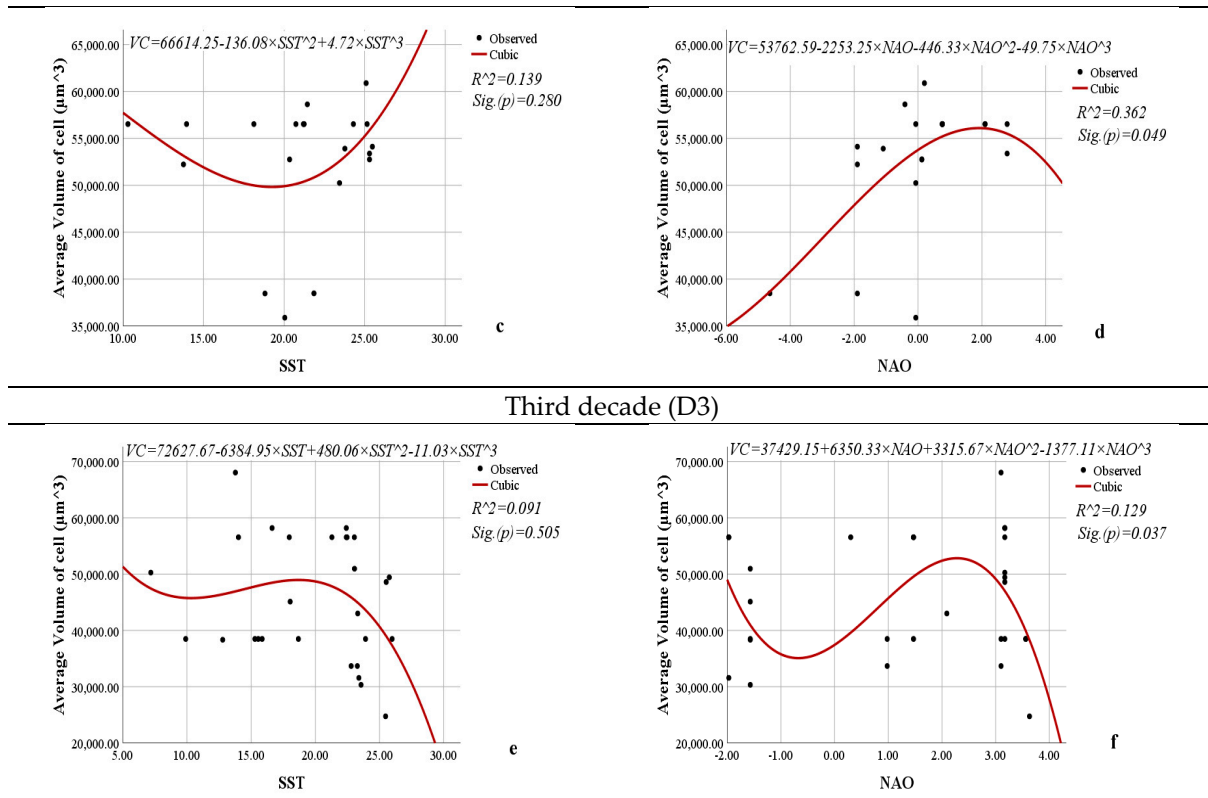 VC=66614.25-136.08×SST^2+4.72×SST^3
Observed
Cubic
R^2=0.139
Sig.(p)=0.280
Average Volume of cell (µm^3)
65,000.00
60,000.00
55,000.00
50,000.00
45,000.00
40,000.00
35,000.00
10.00 15.00 20.00 25.00 30.00
SST
c
VC=53762.59-2253.25×NAO-446.33×NAO^2-49.75×NAO^3
Observed
Cubic
R^2=0.362
Sig.(p)=0.049
Average Volume of cell (µm^3)
65,000.00
60,000.00
55,000.00
50,000.00
45,000.00
40,000.00
35,000.00
-6.00 -4.00 -2.00 0.00 2.00 4.00
NAO
d
Third decade (D3)
VC=72627.67-6384.95×SST+480.06×SST^2-11.03×SST^3
Observed
Cubic
R^2=0.091
Sig.(p)=0.505
Average Volume of cell (µm^3)
70,000.00
60,000.00
50,000.00
40,000.00
30,000.00
20,000.00
5.00 10.00 15.00 20.00 25.00 30.00
SST
e
VC=37429.15+6350.33×NAO+3315.67×NAO^2-1377.11×NAO^3
Observed
Cubic
R^2=0.129
Sig.(p)=0.037
Average Volume of cell (µm^3)
70,000.00
60,000.00
50,000.00
40,000.00
30,000.00
20,000.00
-2.00 -1.00 0.00 1.00 2.00 3.00 4.00
NAO
f